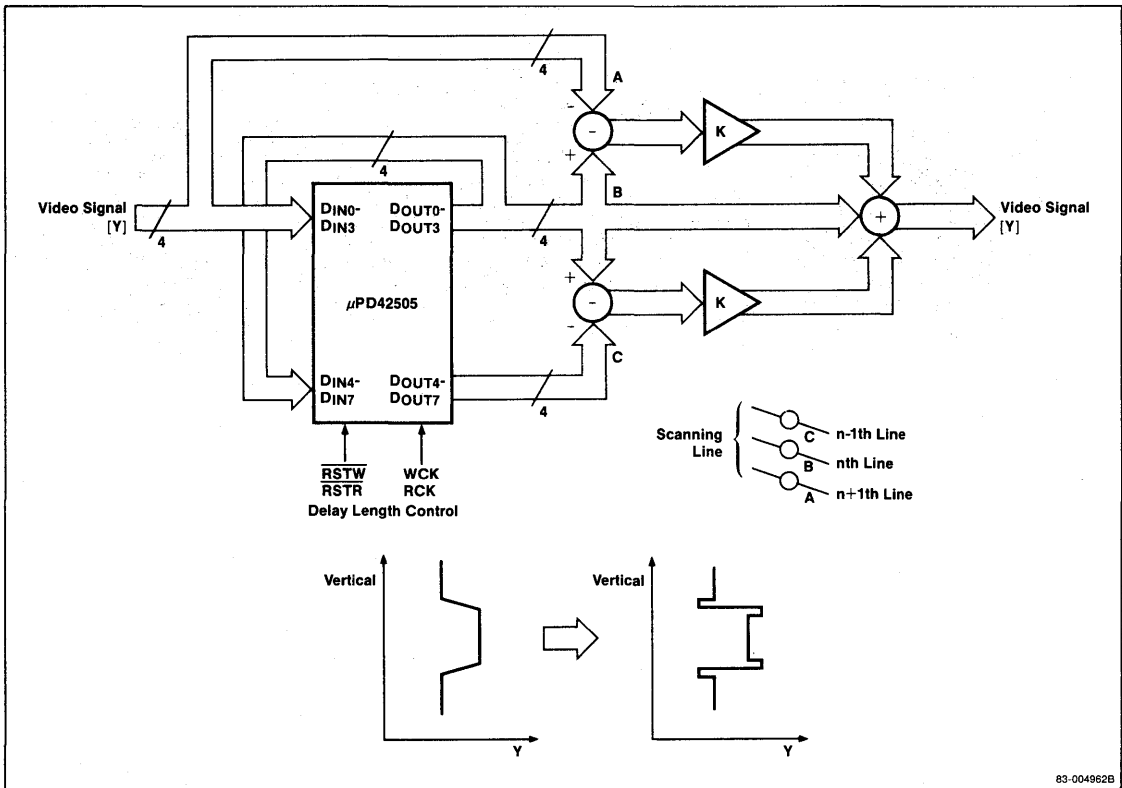 4
A
-
-
K
+
4
B
Video Signal
[Y]
4
DIN0-
DIN3
DOUT0-
DOUT3
4
+
Video Signal
[Y]
+
µPD42505
-
K
-
C
DIN4-
DIN7
DOUT4-
DOUT7
4
RSTW
RSTR
WCK
RCK
Delay Length Control
Scanning
Line
C n-1th Line
B nth Line
A n+1th Line
Vertical
Y
Vertical
Y
83-004962B